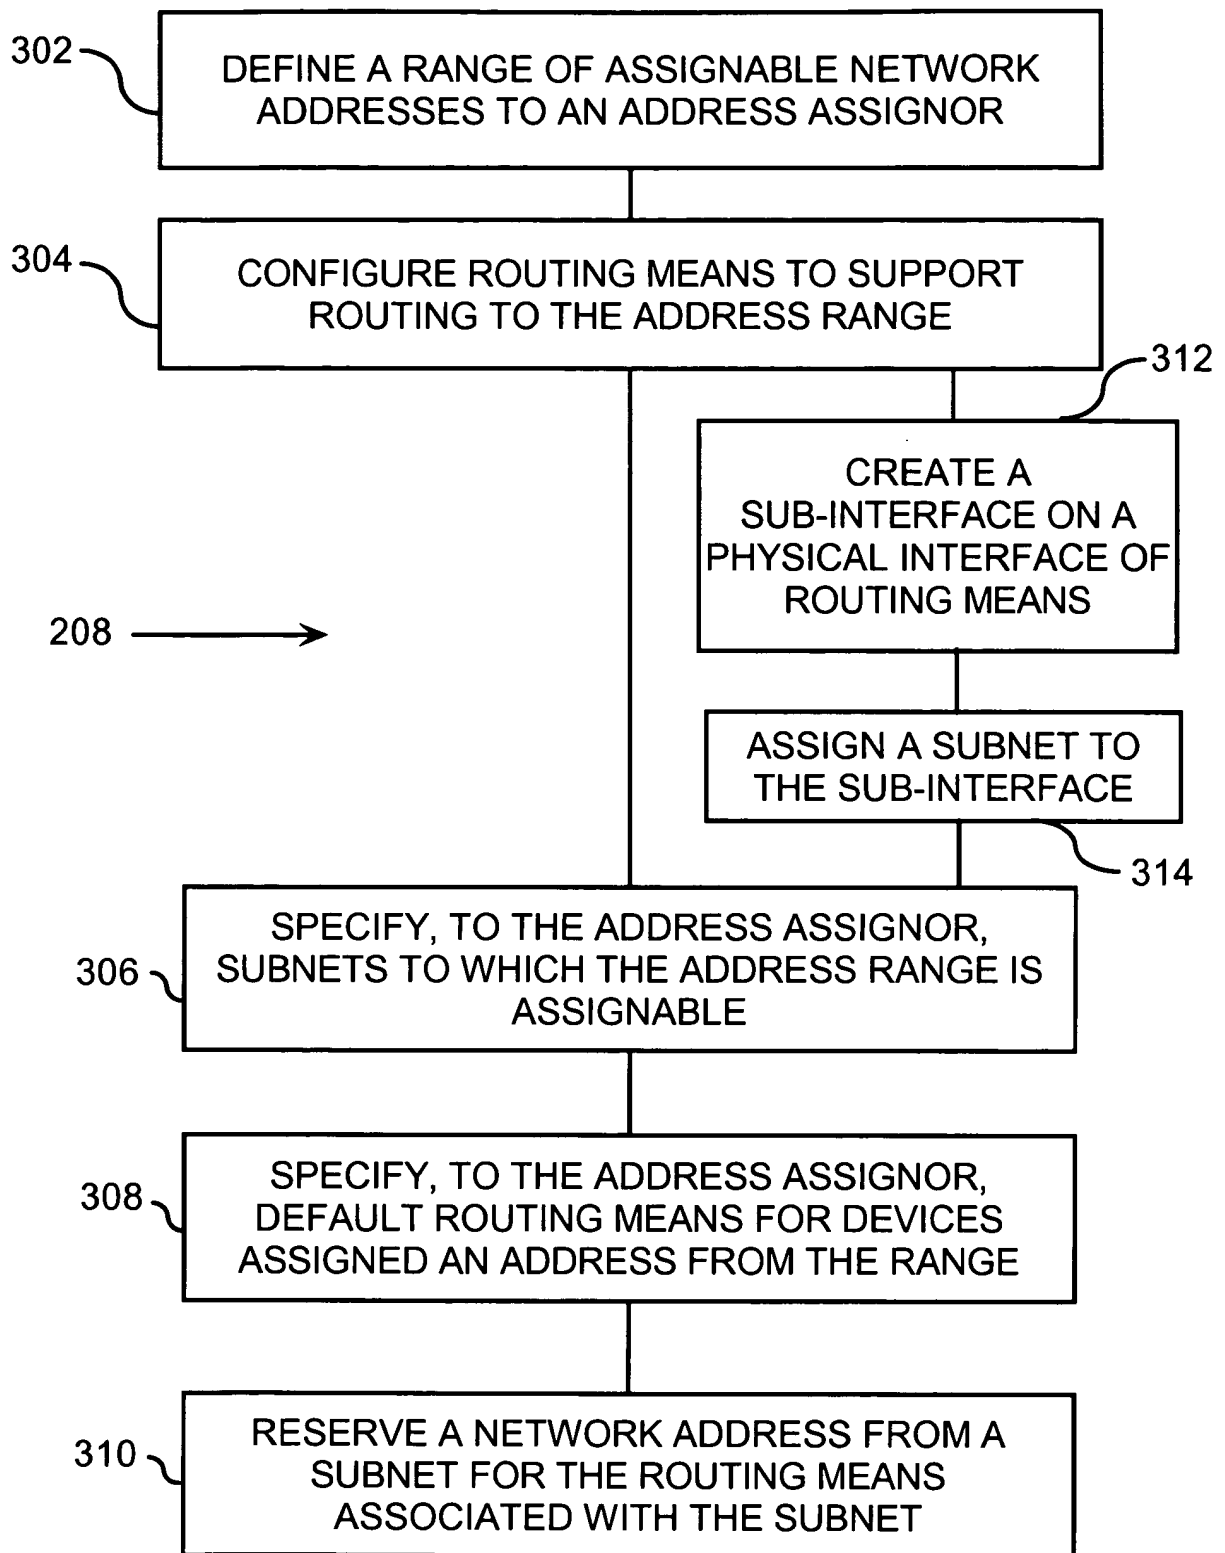 302
DEFINE A RANGE OF ASSIGNABLE NETWORK
ADDRESSES TO AN ADDRESS ASSIGNOR
304
CONFIGURE ROUTING MEANS TO SUPPORT
ROUTING TO THE ADDRESS RANGE
312
CREATE A
SUB-INTERFACE ON A
PHYSICAL INTERFACE OF
ROUTING MEANS
208
ASSIGN A SUBNET TO
THE SUB-INTERFACE
314
306
SPECIFY, TO THE ADDRESS ASSIGNOR,
SUBNETS TO WHICH THE ADDRESS RANGE IS
ASSIGNABLE
308
SPECIFY, TO THE ADDRESS ASSIGNOR,
DEFAULT ROUTING MEANS FOR DEVICES
ASSIGNED AN ADDRESS FROM THE RANGE
310
RESERVE A NETWORK ADDRESS FROM A
SUBNET FOR THE ROUTING MEANS
ASSOCIATED WITH THE SUBNET